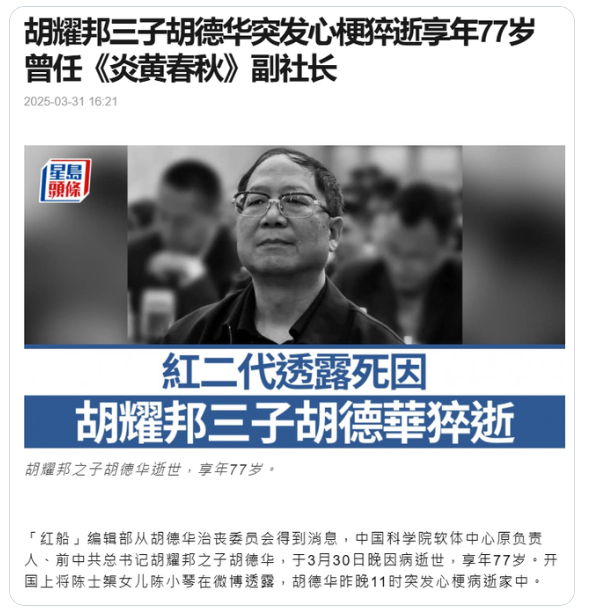 胡耀邦三子胡德华突发心梗猝逝享年77岁
曾任《炎黄春秋》副社长
2025-03-31 16:21
星島
頭條
紅二代透露死因
胡耀邦三子胡德華猝逝
胡耀邦之子胡德华逝世，享年77岁。
「红船」编辑部从胡德华治丧委员会得到消息，中国科学院软体中心原负责
人、前中共总书记胡耀邦之子胡德华，于3月30日晚因病逝世，享年77岁。开
国上将陈士榘女儿陈小琴在微博透露，胡德华昨晚11时突发心梗病逝家中。